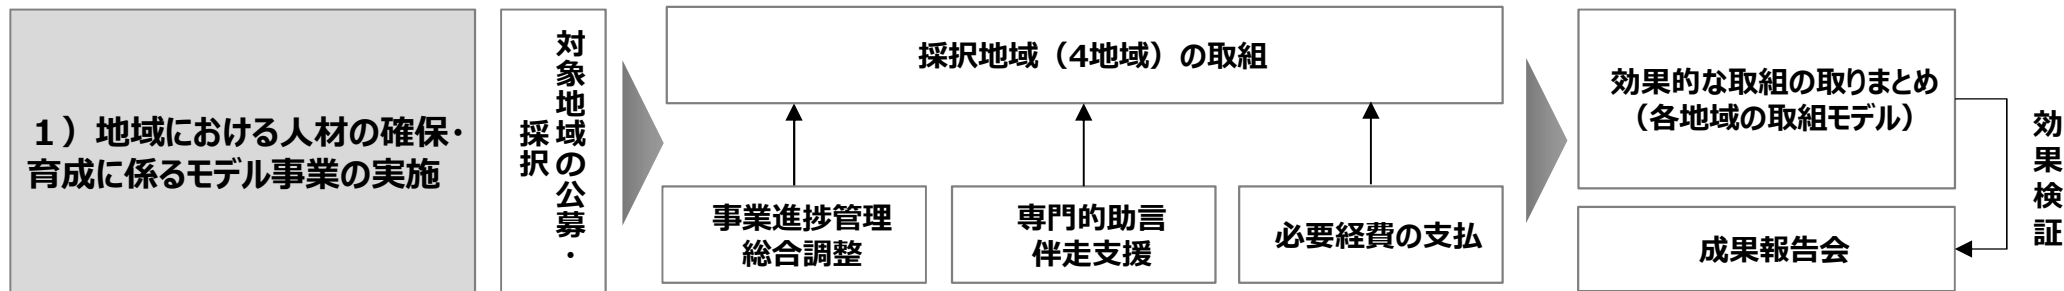 １）地域における人材の確保・
育成に係るモデル事業の実施
対象地域の公募・
採択
採択地域（4地域）の取組
事業進捗管理
総合調整
専門的助言
伴走支援
必要経費の支払
効果的な取組の取りまとめ
（各地域の取組モデル）
成果報告会
効果検証